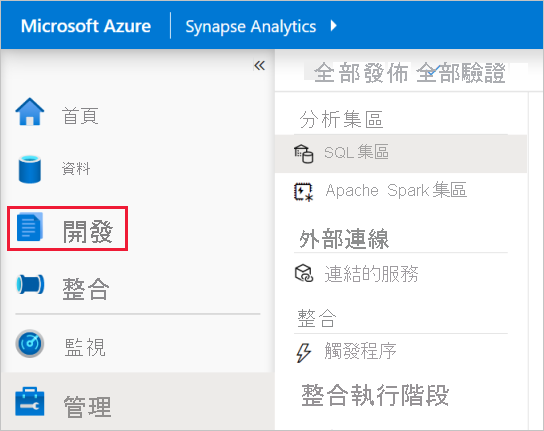 Microsoft Azure Synapse Analytics
«
首頁
資料
開發
整合
監視
管理
全部發佈 全部驗證
分析集區
SQL 集區
Apache Spark 集區
外部連線
連結的服務
整合
觸發程序
整合執行階段